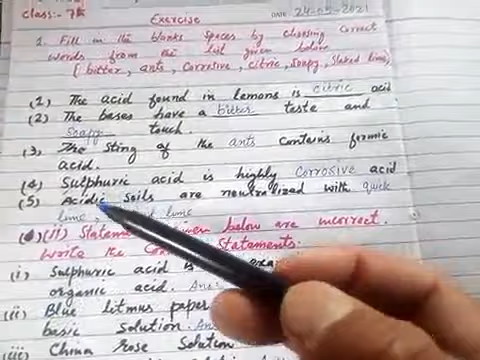 class:- 7th Exercise DATE 24-05-2021
1. Fill in the blanks spaces by choosing correct
words from the list given below
[bitter, ants, Corrosive, citric, soapy, slaked lime]
(1) The acid found in lemons is citric acid
(2) The bases have a bitter teste and
Soapy touch.
(3) The sting of the ants contains formic
acid.
(4) Sulphuric acid is highly Corrosive acid
(5) Acidic soils are neutralized with quick
lime, lime
(ii) given below are incorrect.
write the Statements.
(i) Sulphuric acid is
organic acid. Ans
(ii) Blue litmus paper
basic solution. Ans
(iii) China rose Solution